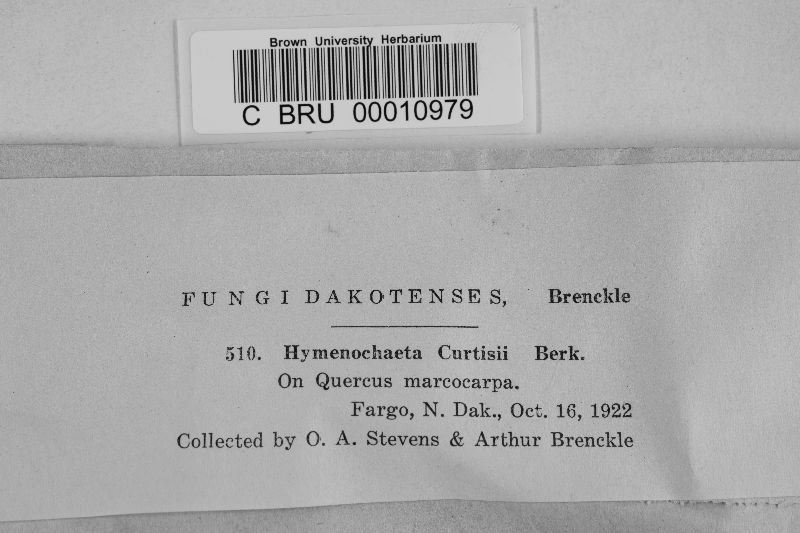 Brown University Herbarium
C BRU 00010979
FUNGI DAKOTENSES, Brenckle
510. Hymenochaeta Curtisii Berk.
On Quercus marcocarpa.
Fargo, N. Dak., Oct. 16, 1922
Collected by O. A. Stevens & Arthur Brenckle